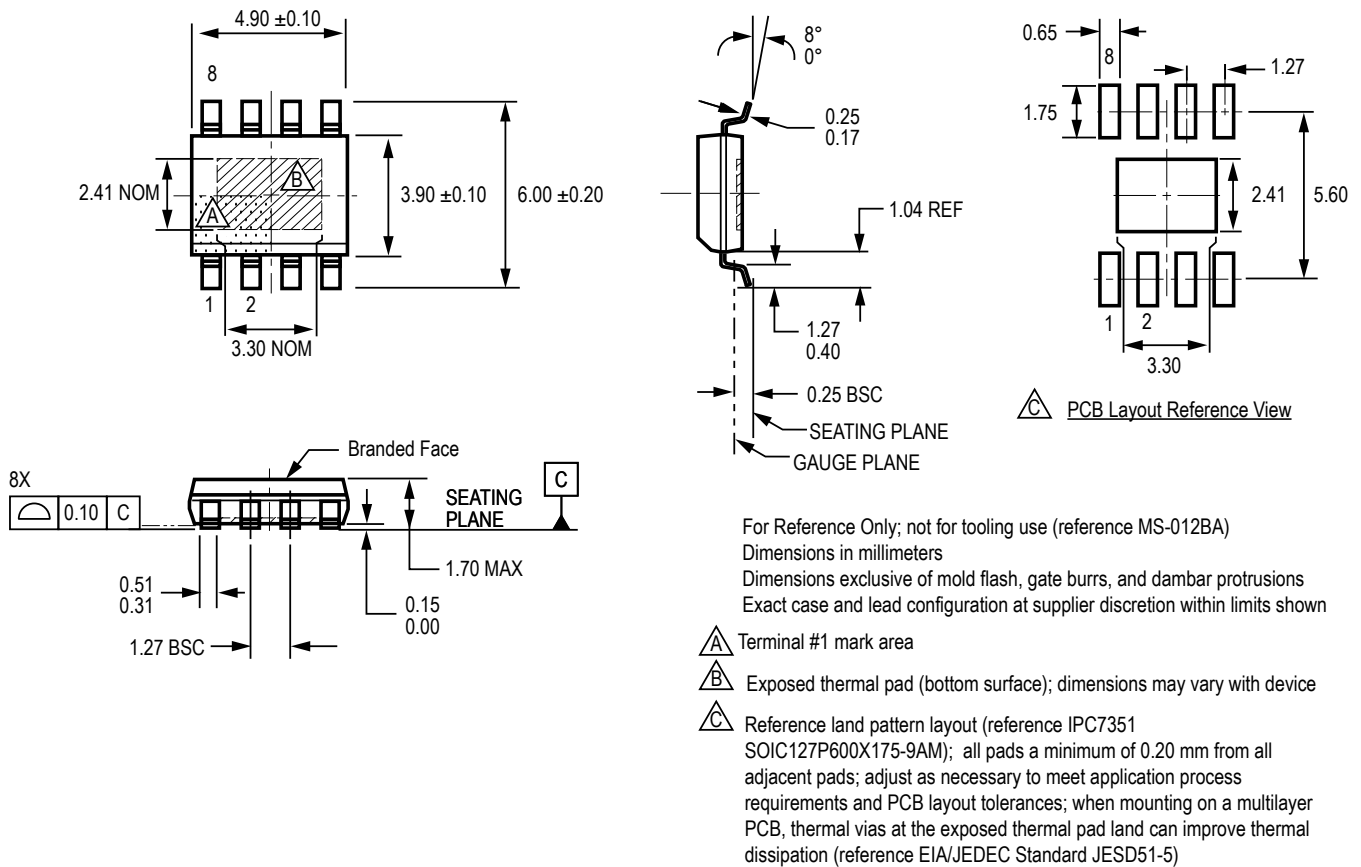 4.90 ±0.10
8
2.41 NOM
B
A
3.90 ±0.10
6.00 ±0.20
1 2
3.30 NOM
8°
0°
0.25
0.17
1.04 REF
1.27
0.40
0.25 BSC
SEATING PLANE
GAUGE PLANE
0.65
8
1.27
1.75
2.41
5.60
1 2
3.30
C PCB Layout Reference View
Branded Face
8X
0.10 C
SEATING
PLANE
C
1.70 MAX
0.51
0.31
0.15
0.00
1.27 BSC
For Reference Only; not for tooling use (reference MS-012BA)
Dimensions in millimeters
Dimensions exclusive of mold flash, gate burrs, and dambar protrusions
Exact case and lead configuration at supplier discretion within limits shown
A Terminal #1 mark area
B Exposed thermal pad (bottom surface); dimensions may vary with device
C Reference land pattern layout (reference IPC7351
SOIC127P600X175-9AM); all pads a minimum of 0.20 mm from all
adjacent pads; adjust as necessary to meet application process
requirements and PCB layout tolerances; when mounting on a multilayer
PCB, thermal vias at the exposed thermal pad land can improve thermal
dissipation (reference EIA/JEDEC Standard JESD51-5)